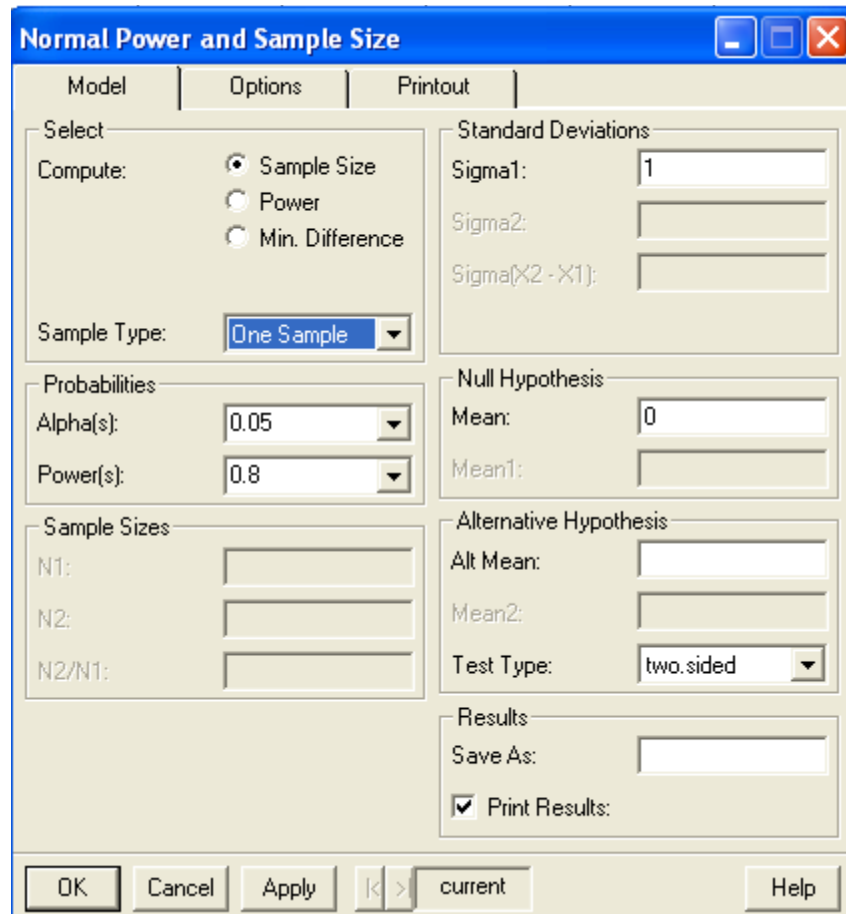 Normal Power and Sample Size
Model Options Printout
Select
Compute: Sample Size
Power
Min. Difference
Sample Type: One Sample
Probabilities
Alpha(s): 0.05
Power(s): 0.8
Sample Sizes
N1:
N2:
N2/N1:
Standard Deviations
Sigma1: 1
Sigma2:
Sigma(X2 - X1):
Null Hypothesis
Mean: 0
Mean1:
Alternative Hypothesis
Alt Mean:
Mean2:
Test Type: two.sided
Results
Save As:
Print Results:
OK Cancel Apply current Help